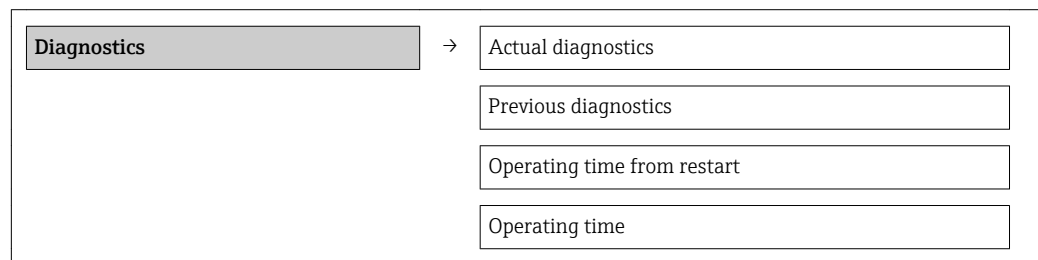 Diagnostics → Actual diagnostics
Previous diagnostics
Operating time from restart
Operating time